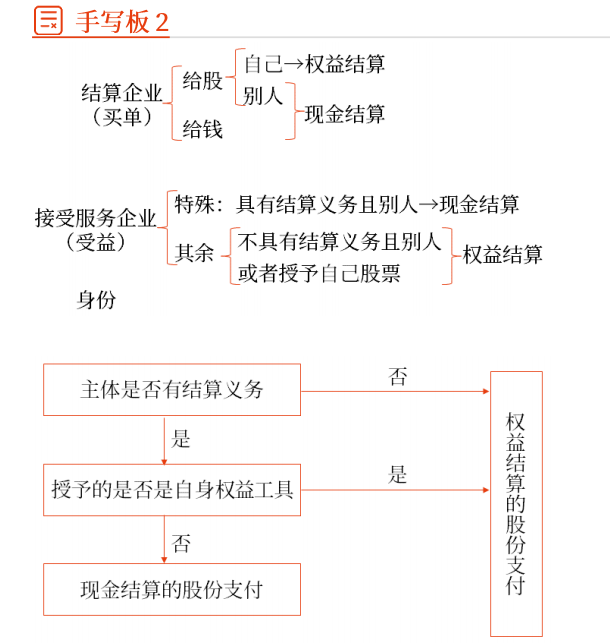 手写板 2
自己→权益结算
给股
别人
结算企业
（买单）
现金结算
给钱
特殊：具有结算义务且别人→现金结算
接受服务企业
（受益）
不具有结算义务且别人
其余
权益结算
或者授予自己股票
身份
否
主体是否有结算义务
是
是
授予的是否是自身权益工具
否
现金结算的股份支付
权益结算的股份支付